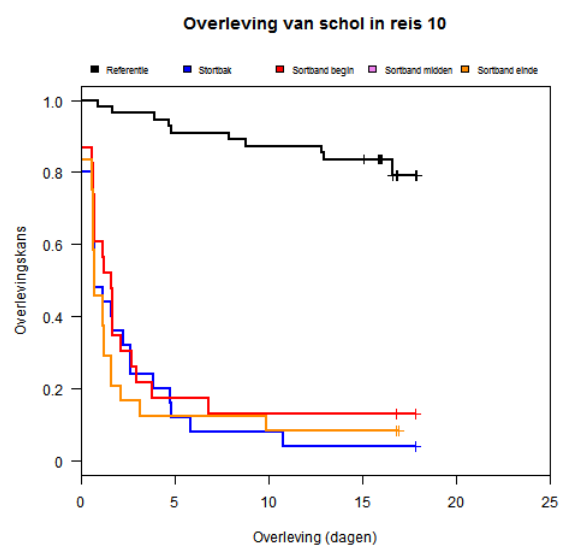 Overleving van schol in reis 10
Referentie Stortbak Sortband begin Sortband midden Sortband einde
1.0
0.8
0.6
0.4
0.2
0
Overlevingskans
0 5 10 15 20 25
Overleving (dagen)